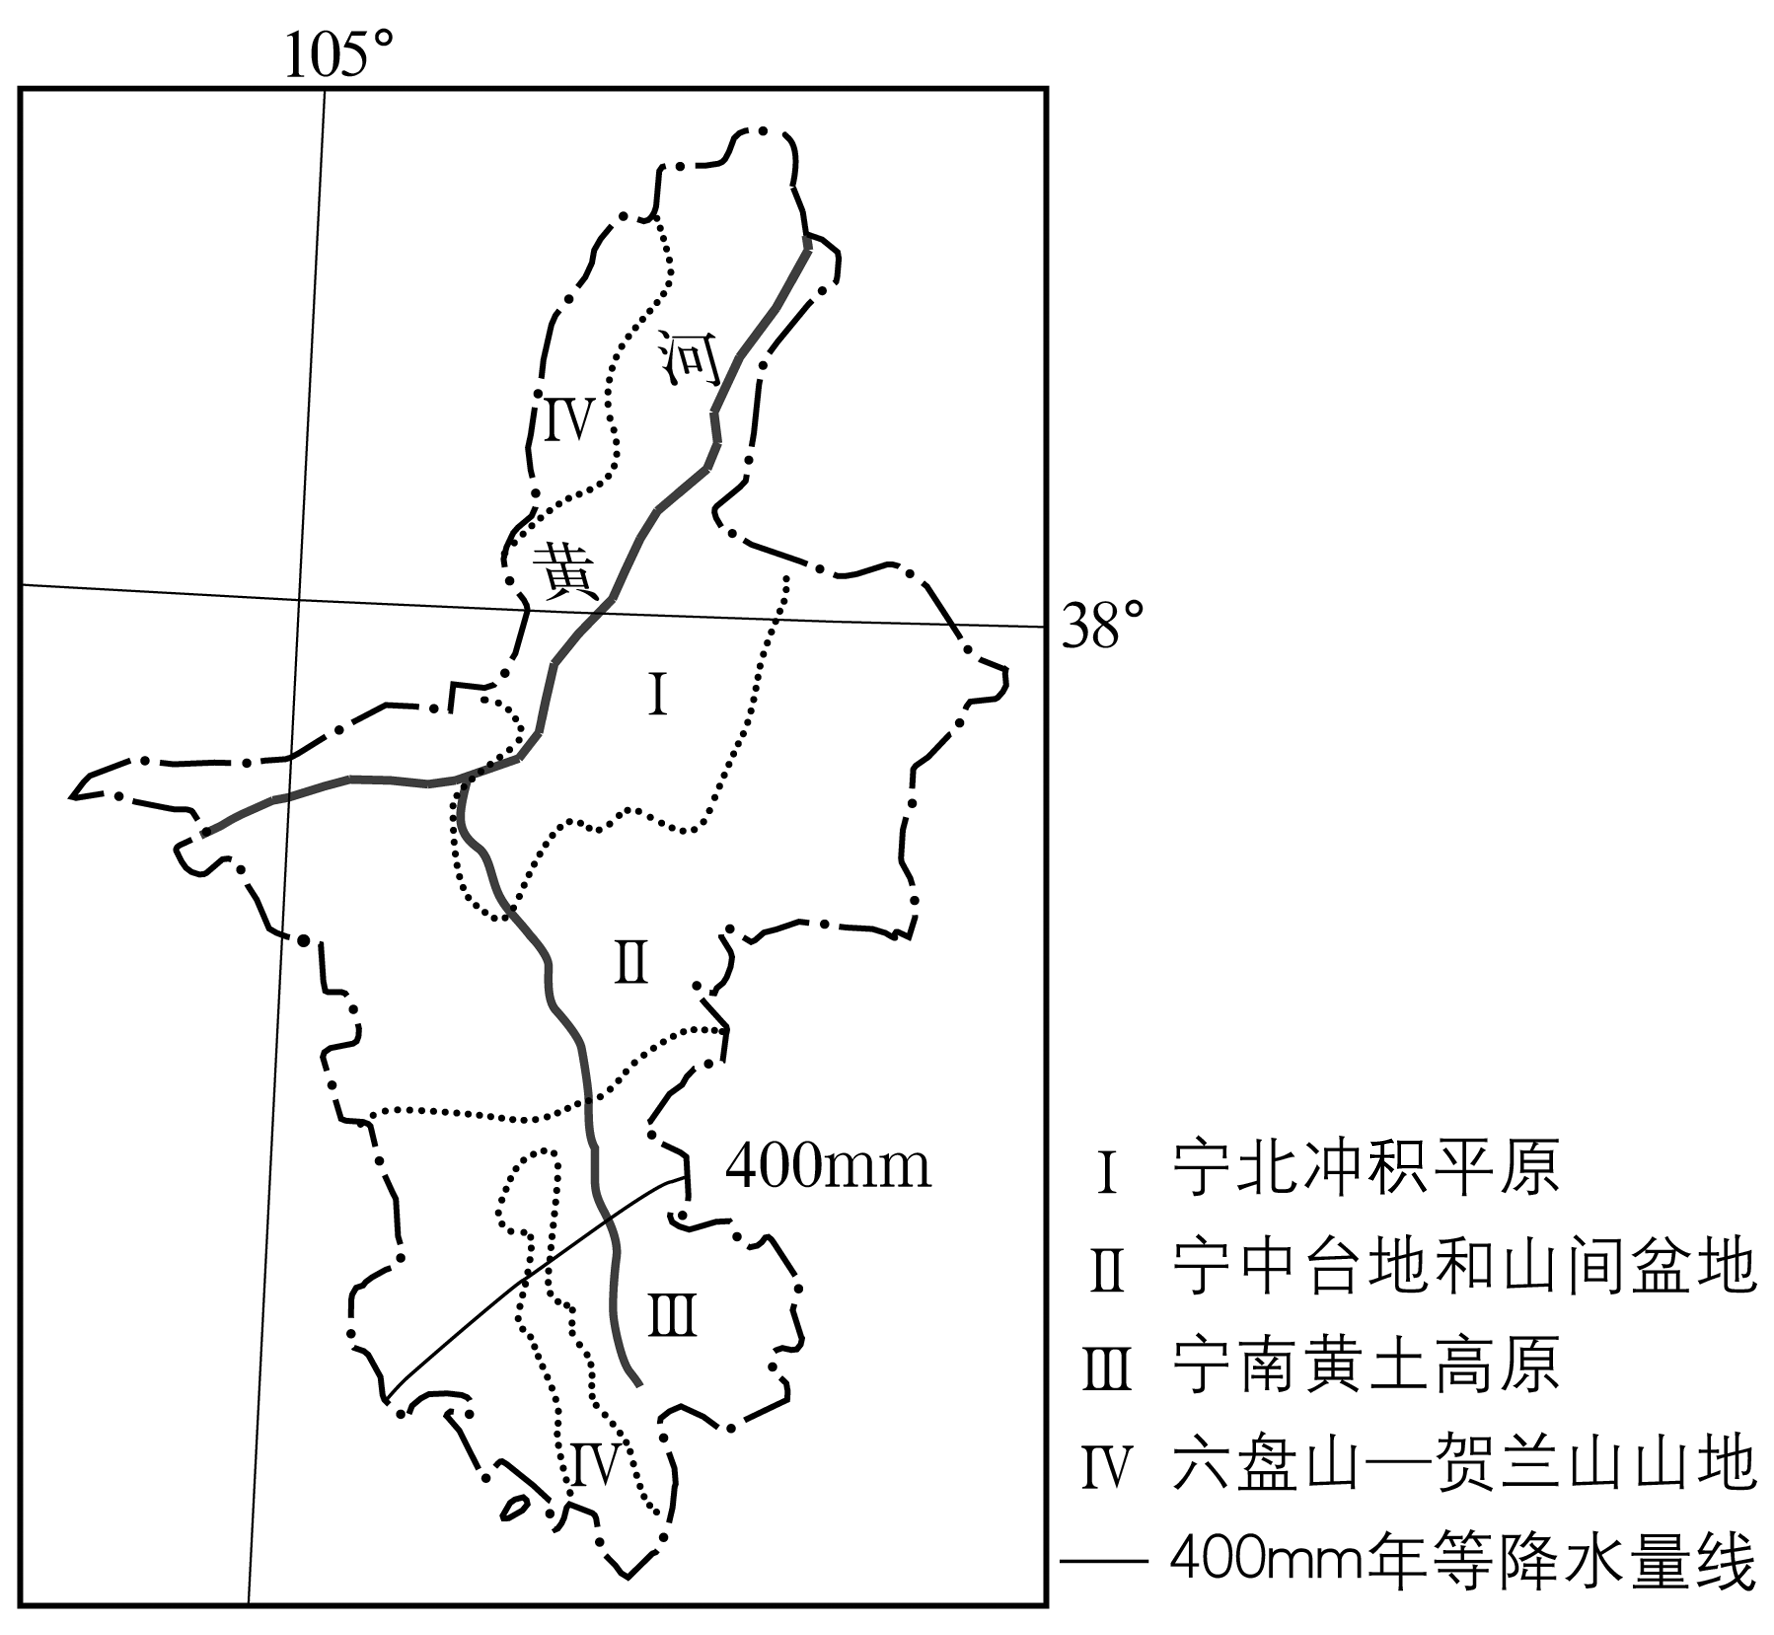 105°
河
Ⅳ
黄
38°
Ⅰ
Ⅱ
400mm
Ⅲ
Ⅳ
Ⅰ 宁北冲积平原
Ⅱ 宁中台地和山间盆地
Ⅲ 宁南黄土高原
Ⅳ 六盘山—贺兰山山地
400mm年等降水量线